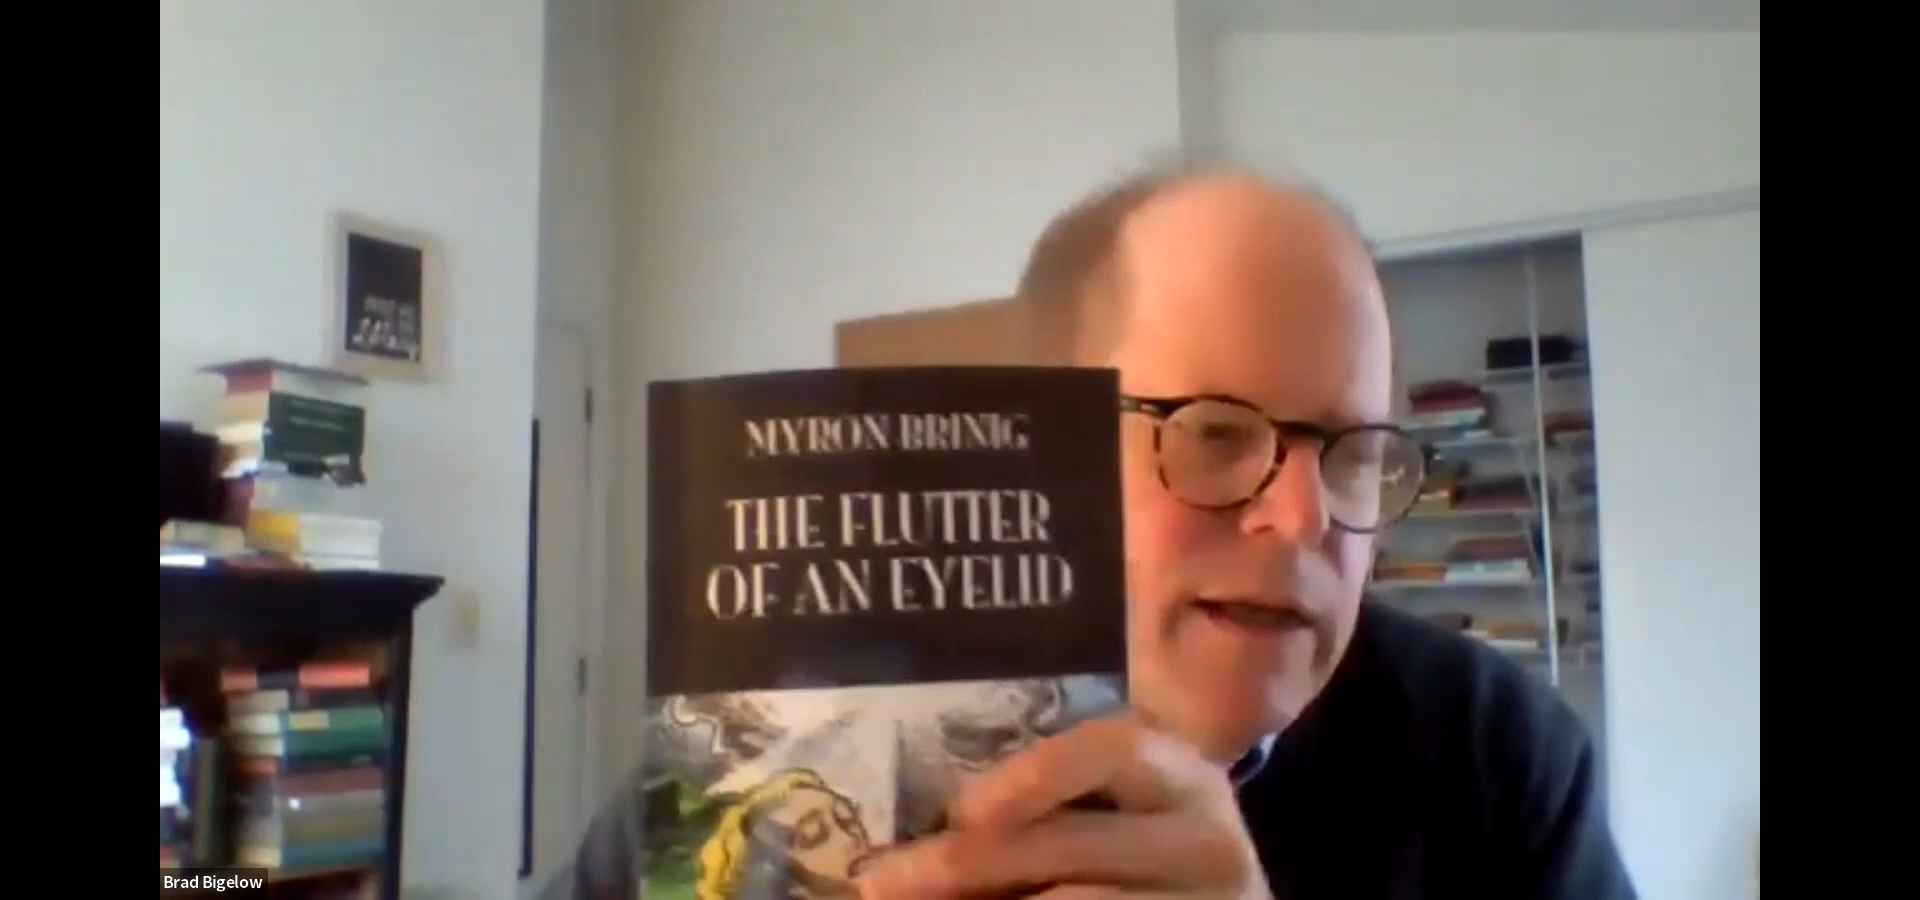 MYRON BRINIG
THE FLUTTER
OF AN EYELID
Brad Bigelow